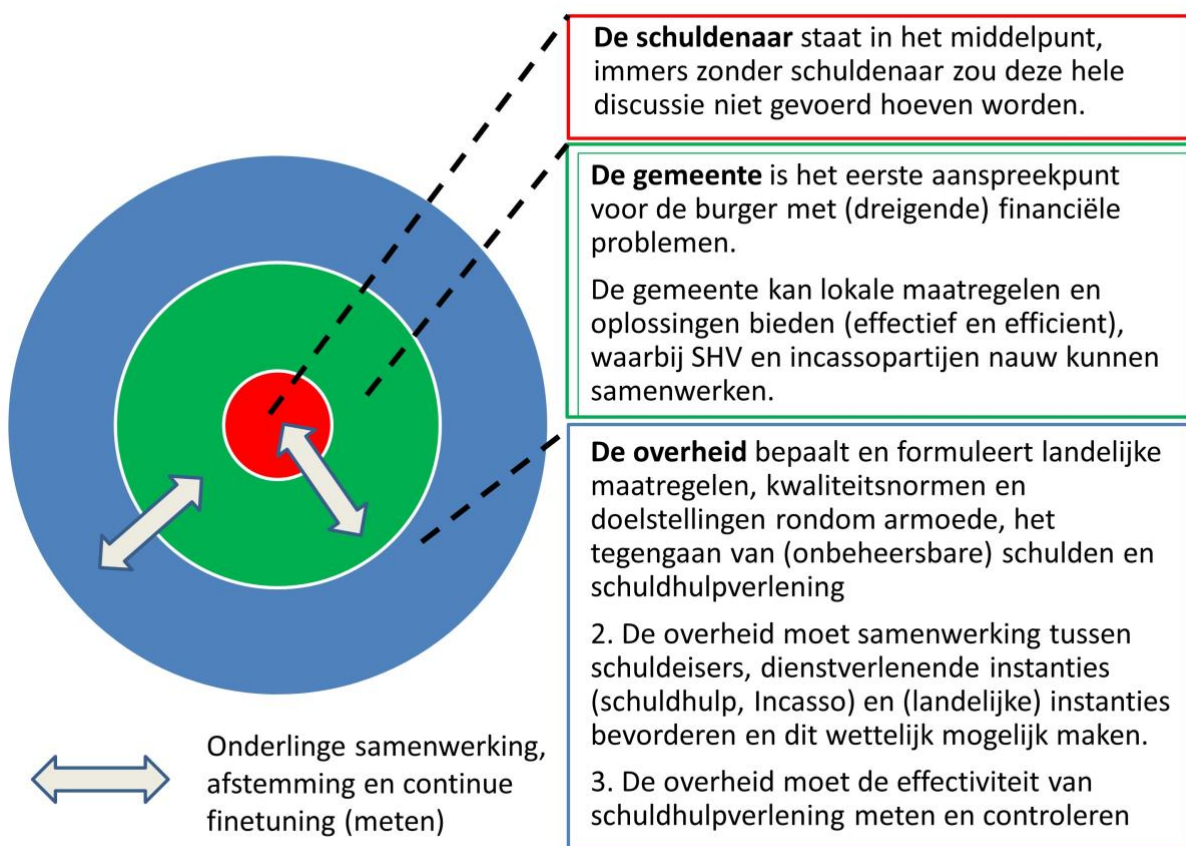 De schuldenaar staat in het middelpunt,
immers zonder schuldenaar zou deze hele
discussie niet gevoerd hoeven worden.
De gemeente is het eerste aanspreekpunt
voor de burger met (dreigende) financiële
problemen.
De gemeente kan lokale maatregelen en
oplossingen bieden (effectief en efficient),
waarbij SHV en incassopartijen nauw kunnen
samenwerken.
De overheid bepaalt en formuleert landelijke
maatregelen, kwaliteitsnormen en
doelstellingen rondom armoede, het
tegengaan van (onbeheersbare) schulden en
schuldhulpverlening
2. De overheid moet samenwerking tussen
schuldeisers, dienstverlenende instanties
(schuldhulp, Incasso) en (landelijke) instanties
bevorderen en dit wettelijk mogelijk maken.
3. De overheid moet de effectiviteit van
schuldhulpverlening meten en controleren
Onderlinge samenwerking,
afstemming en continue
finetuning (meten)